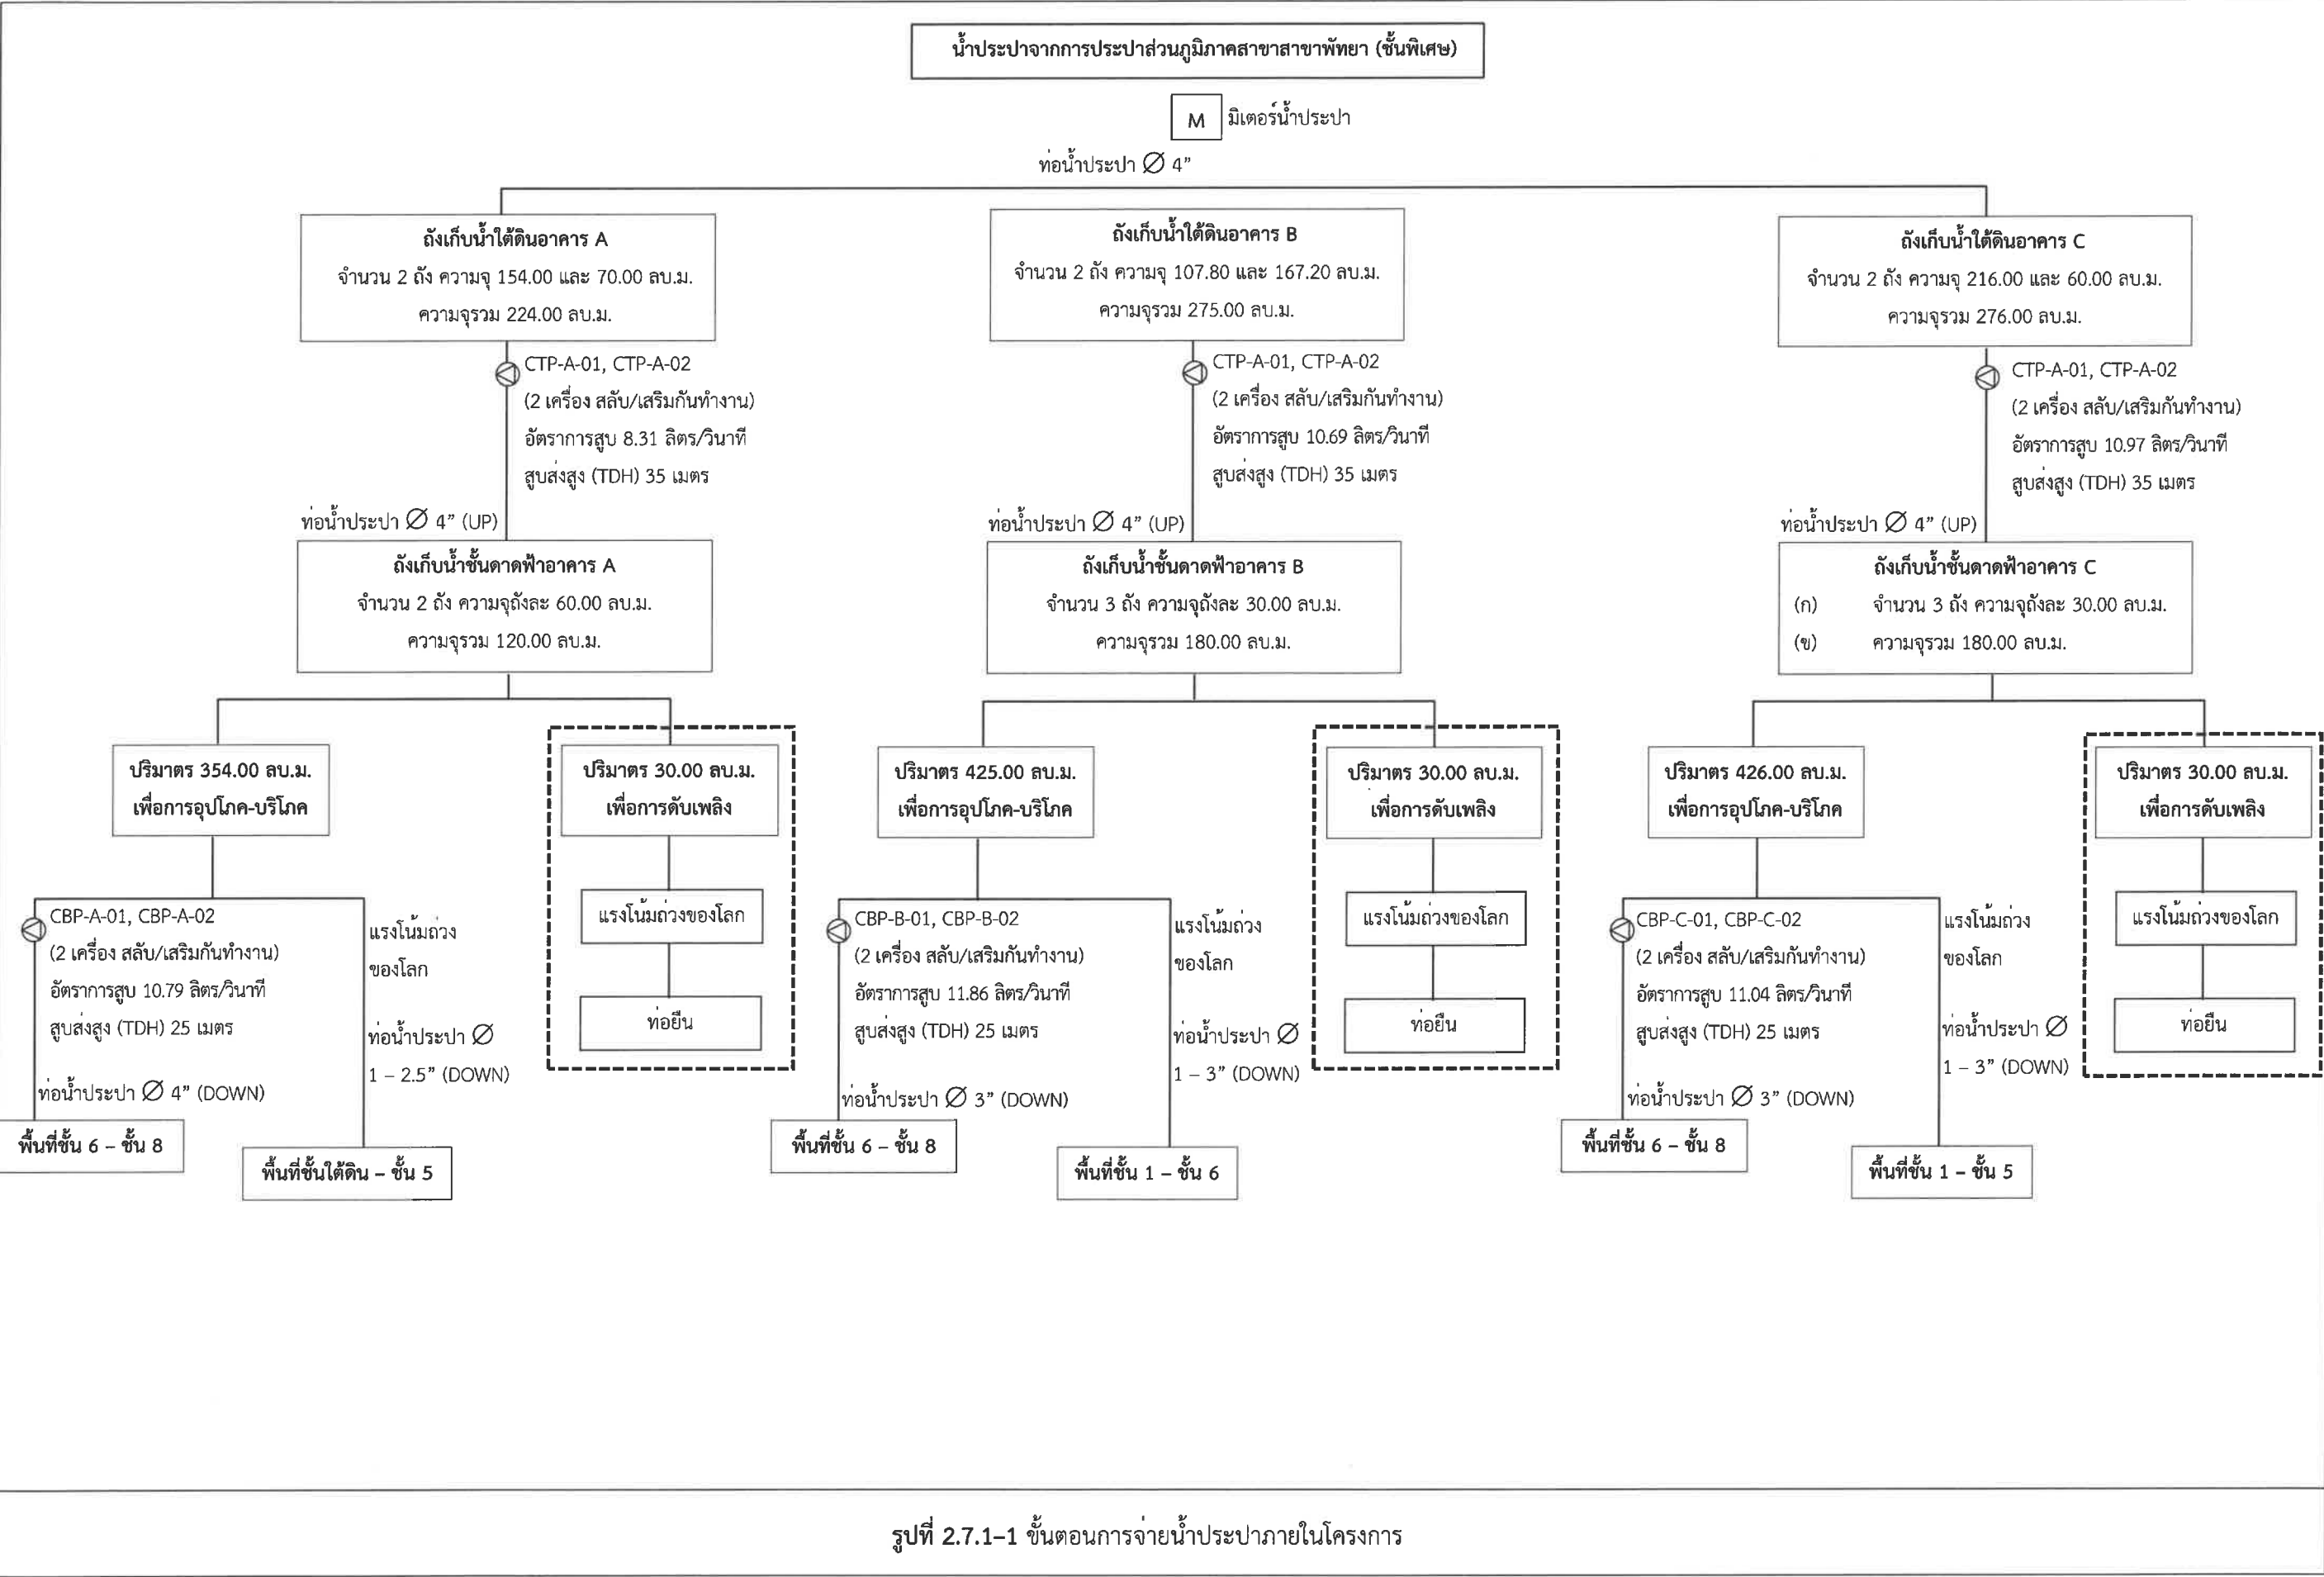 น้ำประปาจากการประปาส่วนภูมิภาคสาขาสาขาพัทยา (ชั้นพิเศษ)
M มิเตอร์น้ำประปา
ท่อน้ำประปา ∅ 4”
ถังเก็บน้ำใต้ดินอาคาร A
จำนวน 2 ถัง ความจุ 154.00 และ 70.00 ลบ.ม.
ความจุรวม 224.00 ลบ.ม.
CTP-A-01, CTP-A-02
(2 เครื่อง สลับ/เสริมกันทำงาน)
อัตราการสูบ 8.31 ลิตร/วินาที
สูบส่งสูง (TDH) 35 เมตร
ท่อน้ำประปา ∅ 4” (UP)
ถังเก็บน้ำชั้นดาดฟ้าอาคาร A
จำนวน 2 ถัง ความจุถังละ 60.00 ลบ.ม.
ความจุรวม 120.00 ลบ.ม.
ปริมาตร 354.00 ลบ.ม.
เพื่อการอุปโภค-บริโภค
CBP-A-01, CBP-A-02
(2 เครื่อง สลับ/เสริมกันทำงาน)
อัตราการสูบ 10.79 ลิตร/วินาที
สูบส่งสูง (TDH) 25 เมตร
ท่อน้ำประปา ∅ 4” (DOWN)
พื้นที่ชั้น 6 – ชั้น 8
แรงโน้มถ่วง
ของโลก
ท่อน้ำประปา ∅
1 – 2.5” (DOWN)
พื้นที่ชั้นใต้ดิน – ชั้น 5
ปริมาตร 30.00 ลบ.ม.
เพื่อการดับเพลิง
แรงโน้มถ่วงของโลก
ท่อยืน
ถังเก็บน้ำใต้ดินอาคาร B
จำนวน 2 ถัง ความจุ 107.80 และ 167.20 ลบ.ม.
ความจุรวม 275.00 ลบ.ม.
CTP-A-01, CTP-A-02
(2 เครื่อง สลับ/เสริมกันทำงาน)
อัตราการสูบ 10.69 ลิตร/วินาที
สูบส่งสูง (TDH) 35 เมตร
ท่อน้ำประปา ∅ 4” (UP)
ถังเก็บน้ำชั้นดาดฟ้าอาคาร B
จำนวน 3 ถัง ความจุถังละ 30.00 ลบ.ม.
ความจุรวม 180.00 ลบ.ม.
ปริมาตร 425.00 ลบ.ม.
เพื่อการอุปโภค-บริโภค
CBP-B-01, CBP-B-02
(2 เครื่อง สลับ/เสริมกันทำงาน)
อัตราการสูบ 11.86 ลิตร/วินาที
สูบส่งสูง (TDH) 25 เมตร
ท่อน้ำประปา ∅ 3” (DOWN)
พื้นที่ชั้น 6 – ชั้น 8
แรงโน้มถ่วง
ของโลก
ท่อน้ำประปา ∅
1 – 3” (DOWN)
พื้นที่ชั้น 1 – ชั้น 6
ปริมาตร 30.00 ลบ.ม.
เพื่อการดับเพลิง
แรงโน้มถ่วงของโลก
ท่อยืน
ถังเก็บน้ำใต้ดินอาคาร C
จำนวน 2 ถัง ความจุ 216.00 และ 60.00 ลบ.ม.
ความจุรวม 276.00 ลบ.ม.
CTP-A-01, CTP-A-02
(2 เครื่อง สลับ/เสริมกันทำงาน)
อัตราการสูบ 10.97 ลิตร/วินาที
สูบส่งสูง (TDH) 35 เมตร
ท่อน้ำประปา ∅ 4” (UP)
ถังเก็บน้ำชั้นดาดฟ้าอาคาร C
(ก) จำนวน 3 ถัง ความจุถังละ 30.00 ลบ.ม.
(ข) ความจุรวม 180.00 ลบ.ม.
ปริมาตร 426.00 ลบ.ม.
เพื่อการอุปโภค-บริโภค
CBP-C-01, CBP-C-02
(2 เครื่อง สลับ/เสริมกันทำงาน)
อัตราการสูบ 11.04 ลิตร/วินาที
สูบส่งสูง (TDH) 25 เมตร
ท่อน้ำประปา ∅ 3” (DOWN)
พื้นที่ชั้น 6 – ชั้น 8
แรงโน้มถ่วง
ของโลก
ท่อน้ำประปา ∅
1 – 3” (DOWN)
พื้นที่ชั้น 1 – ชั้น 5
ปริมาตร 30.00 ลบ.ม.
เพื่อการดับเพลิง
แรงโน้มถ่วงของโลก
ท่อยืน
รูปที่ 2.7.1–1 ขั้นตอนการจ่ายน้ำประปาภายในโครงการ